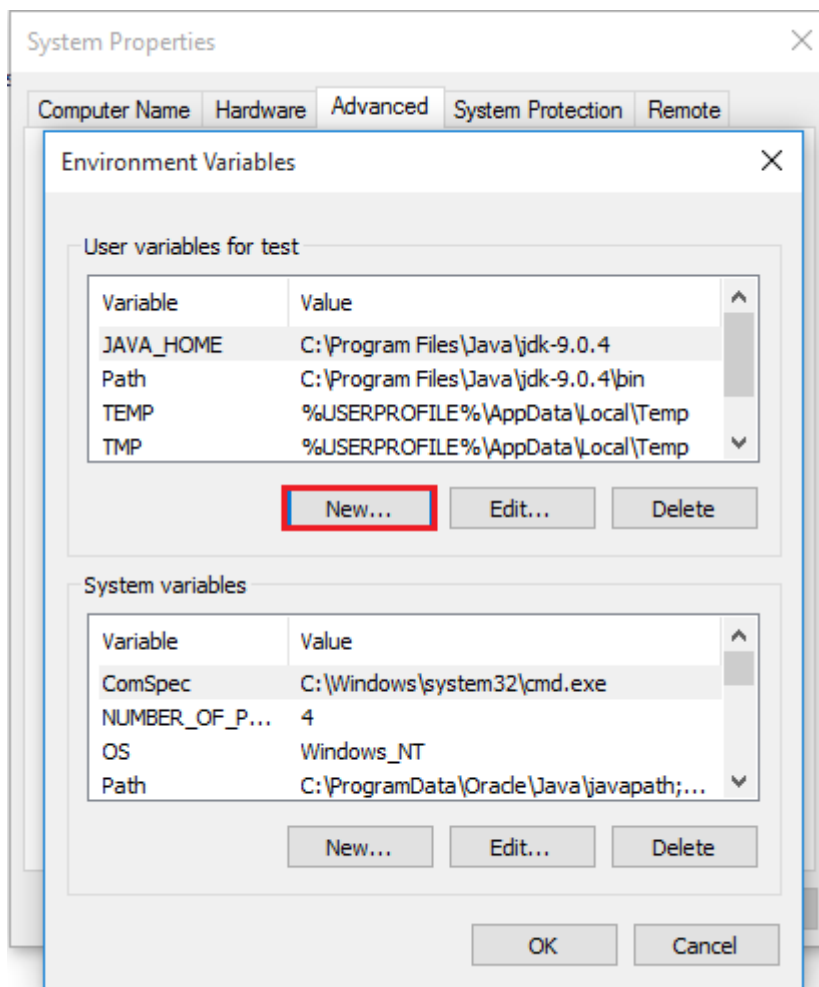 System Properties
Computer Name Hardware Advanced System Protection Remote
Environment Variables
User variables for test
Variable Value
JAVA_HOME C:\Program Files\Java\jdk-9.0.4
Path C:\Program Files\Java\jdk-9.0.4\bin
TEMP %USERPROFILE%\AppData\Local\Temp
TMP %USERPROFILE%\AppData\Local\Temp
New... Edit... Delete
System variables
Variable Value
ComSpec C:\Windows\system32\cmd.exe
NUMBER_OF_P... 4
OS Windows_NT
Path C:\ProgramData\Oracle\Java\javapath;...
New... Edit... Delete
OK Cancel